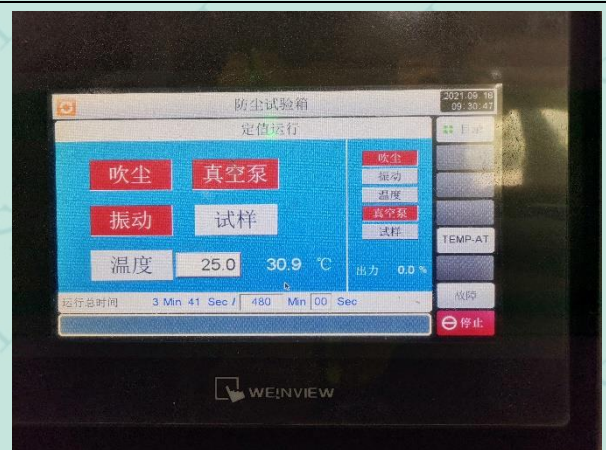 防尘试验箱
2021.09.16
09:30:47
定值运行
目录
吹尘 真空泵
振动 试样
温度 25.0 30.9 ℃
吹尘
振动
温度
真空泵
试样
出力 0.0 %
TEMP-AT
故障
运行总时间 3 Min 41 Sec / 480 Min 00 Sec
停止
WEINVIEW